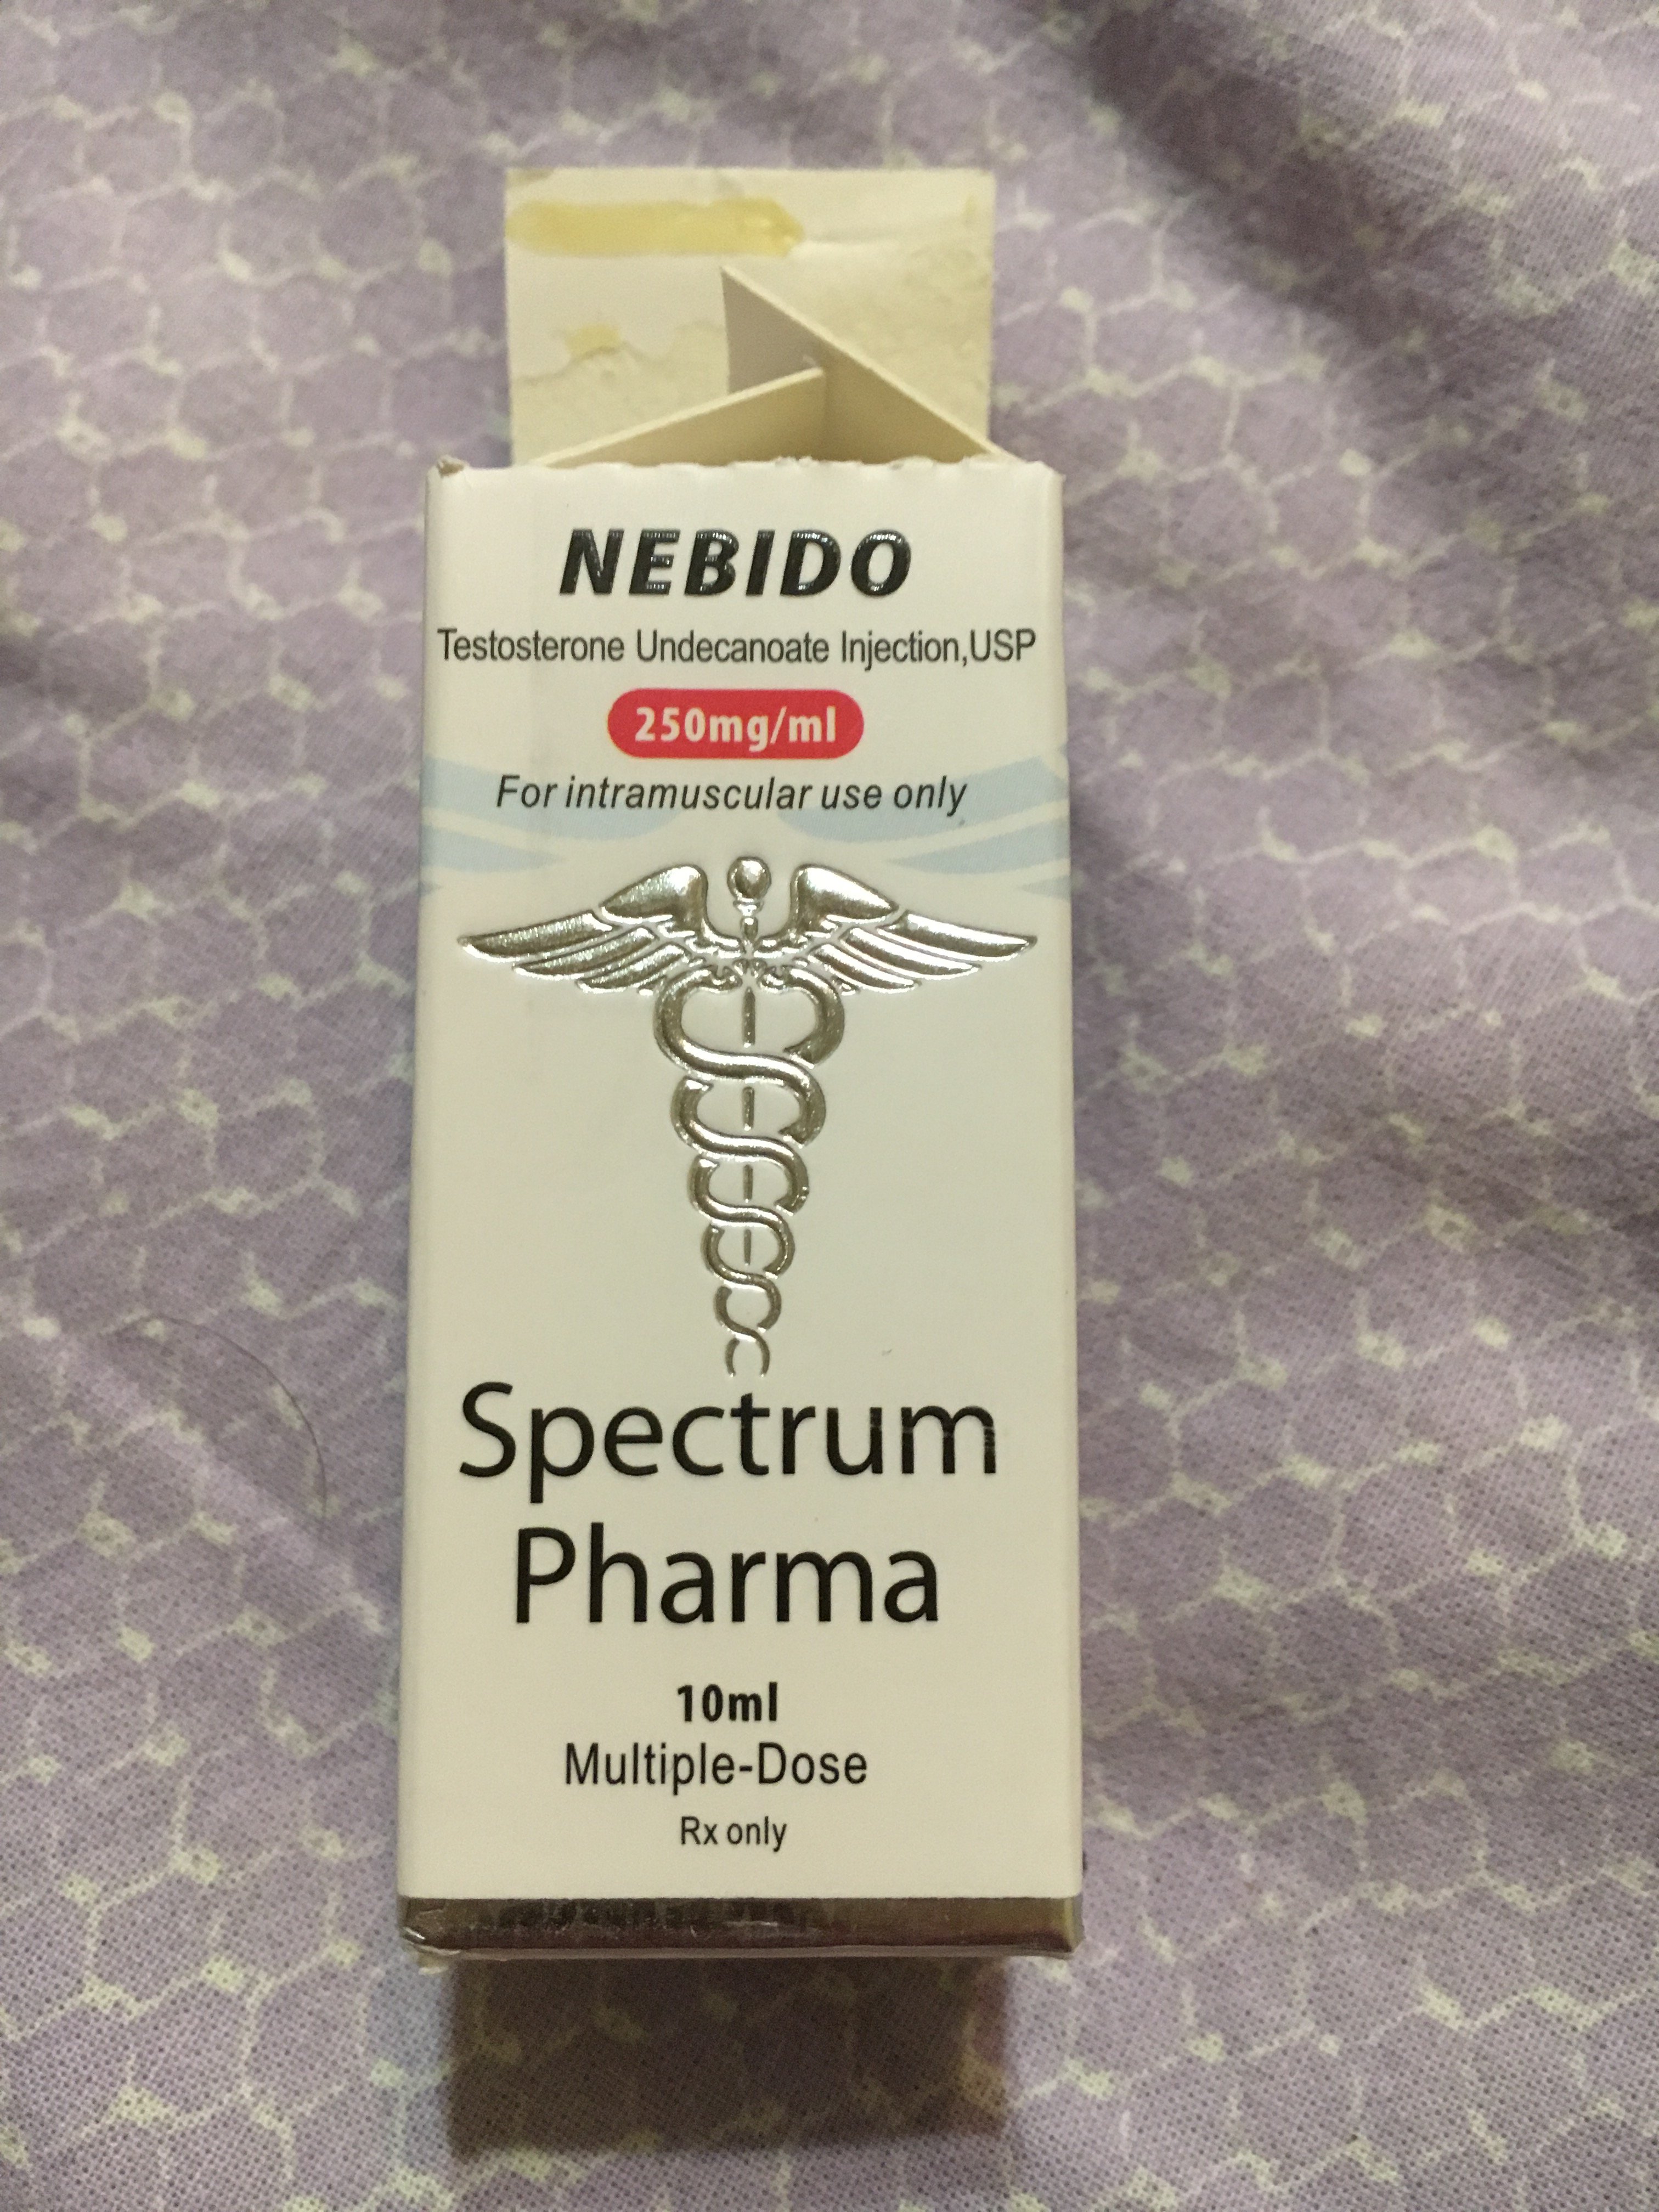 NEBIDO
Testosterone Undecanoate Injection,USP
250mg/ml
For intramuscular use only
Spectrum
Pharma
10ml
Multiple-Dose
Rx only